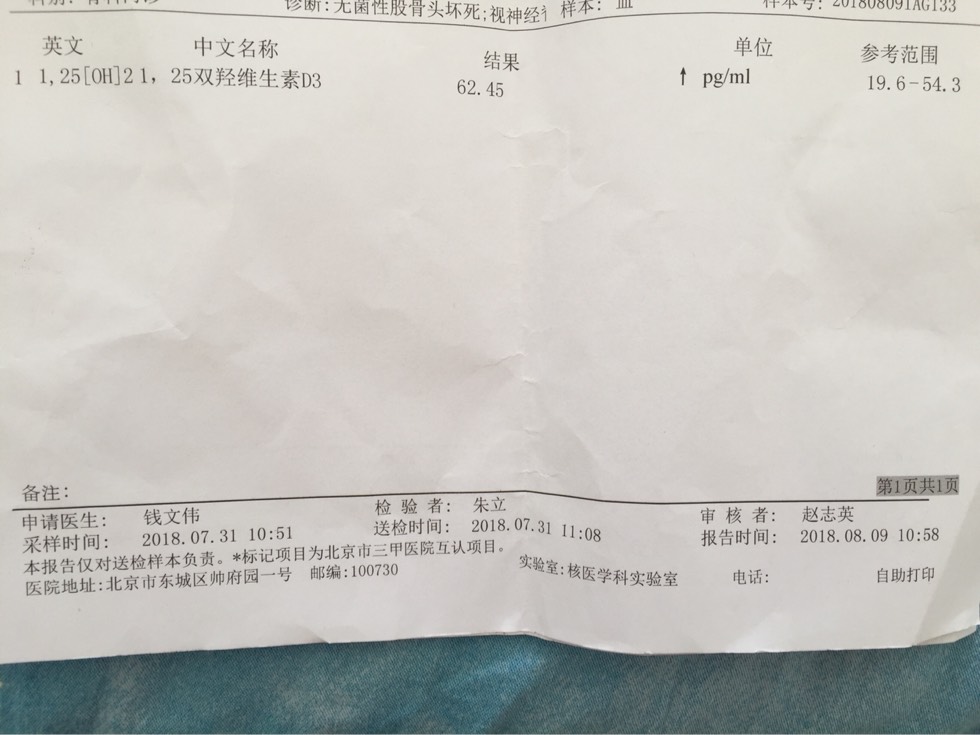 诊断:无菌性股骨头坏死;视神经 样本: 血 样本号: 201808091AG133
英文 中文名称 结果 单位 参考范围
1 1,25[OH]2 1，25双羟维生素D3 62.45 ↑ pg/ml 19.6-54.3
第1页共1页
备注:
申请医生: 钱文伟 检 验 者: 朱立 审 核 者: 赵志英
采样时间: 2018.07.31 10:51 送检时间: 2018.07.31 11:08 报告时间: 2018.08.09 10:58
本报告仅对送检样本负责。*标记项目为北京市三甲医院互认项目。
医院地址:北京市东城区帅府园一号 邮编:100730 实验室:核医学科实验室 电话: 自助打印